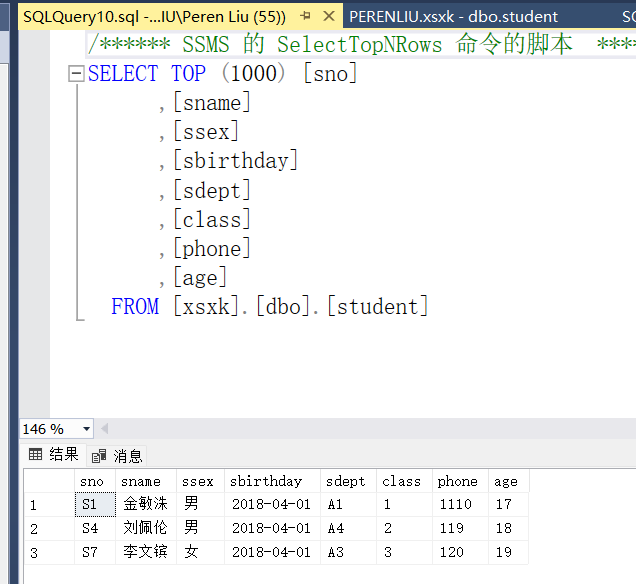 SQLQuery10.sql -...IU\Peren Liu (55)) PERENLIU.xsxk - dbo.student SQ
/****** SSMS 的 SelectTopNRows 命令的脚本 ****
SELECT TOP (1000) [sno]
,[sname]
,[ssex]
,[sbirthday]
,[sdept]
,[class]
,[phone]
,[age]
FROM [xsxk].[dbo].[student]
146 %
结果 消息
sno sname ssex sbirthday sdept class phone age
1 S1 金敏洙 男 2018-04-01 A1 1 1110 17
2 S4 刘佩伦 男 2018-04-01 A4 2 119 18
3 S7 李文镔 女 2018-04-01 A3 3 120 19